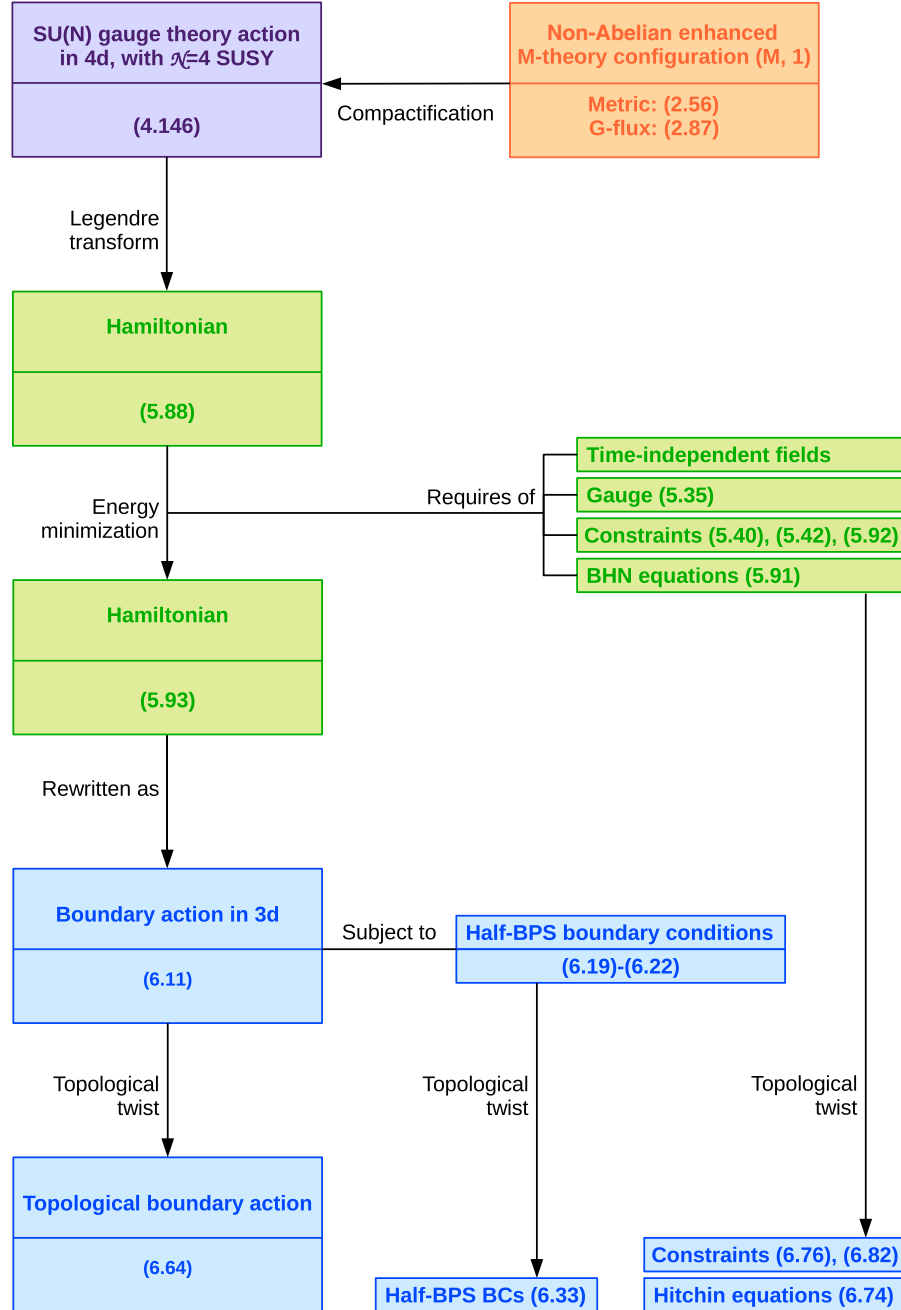 SU(N) gauge theory action
in 4d, with 𝒩=4 SUSY
(4.146)
Non-Abelian enhanced
M-theory configuration (M, 1)
Metric: (2.56)
G-flux: (2.87)
Compactification
Legendre
transform
Hamiltonian
(5.88)
Energy
minimization
Requires of
Time-independent fields
Gauge (5.35)
Constraints (5.40), (5.42), (5.92)
BHN equations (5.91)
Hamiltonian
(5.93)
Rewritten as
Boundary action in 3d
(6.11)
Subject to
Half-BPS boundary conditions
(6.19)-(6.22)
Topological
twist
Topological
twist
Topological
twist
Topological boundary action
(6.64)
Half-BPS BCs (6.33)
Constraints (6.76), (6.82)
Hitchin equations (6.74)